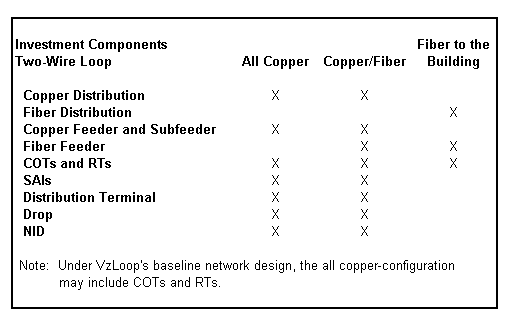 Investment Components Fiber to the
Two-Wire Loop All Copper Copper/Fiber Building
Copper Distribution X X
Fiber Distribution X
Copper Feeder and Subfeeder X X
Fiber Feeder X X
COTs and RTs X X X
SAIs X X
Distribution Terminal X X
Drop X X
NID X X
Note: Under VzLoop's baseline network design, the all copper-configuration
may include COTs and RTs.